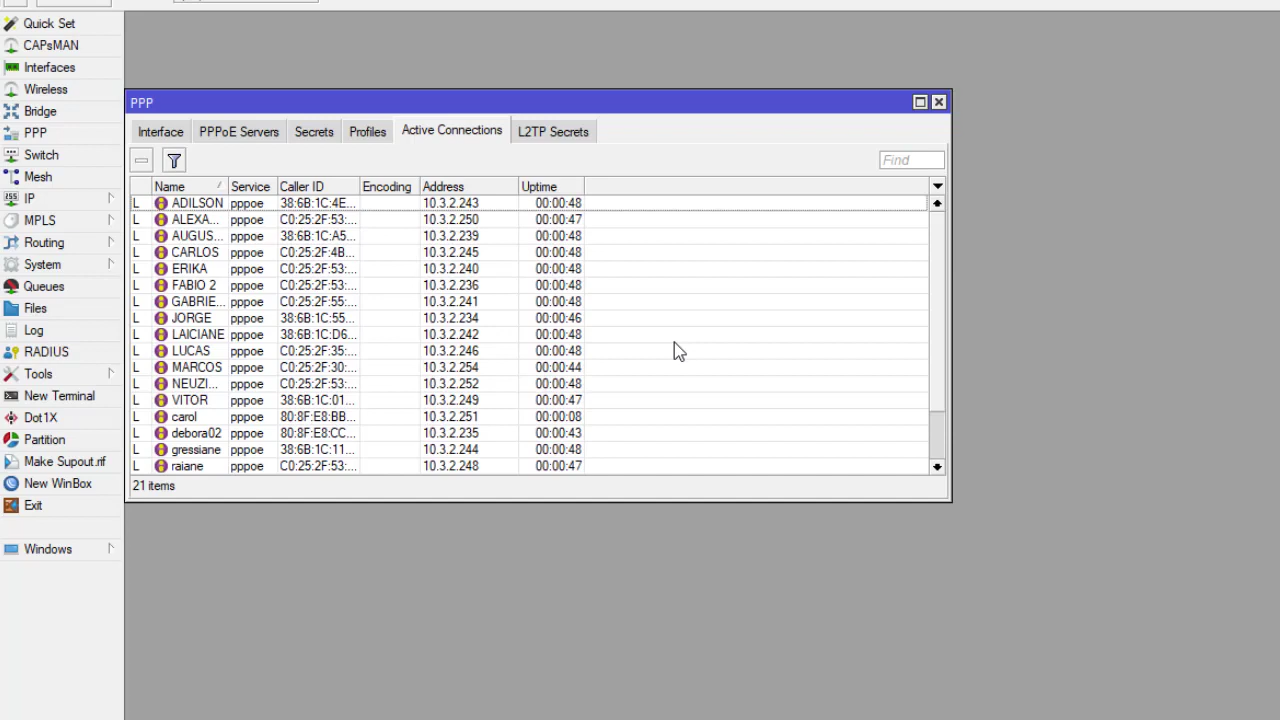 Quick Set
CAPsMAN
Interfaces
Wireless
Bridge
PPP
Switch
Mesh
IP
MPLS
Routing
System
Queues
Files
Log
RADIUS
Tools
New Terminal
Dot1X
Partition
Make Supout.rif
New WinBox
Exit
Windows
PPP
Interface PPPoE Servers Secrets Profiles Active Connections L2TP Secrets
Find
Name Service Caller ID Encoding Address Uptime
L ADILSON pppoe 38:6B:1C:4E... 10.3.2.243 00:00:48
L ALEXA... pppoe C0:25:2F:53:... 10.3.2.250 00:00:47
L AUGUS... pppoe 38:6B:1C:A5... 10.3.2.239 00:00:48
L CARLOS pppoe C0:25:2F:4B... 10.3.2.245 00:00:48
L ERIKA pppoe C0:25:2F:53:... 10.3.2.240 00:00:48
L FABIO 2 pppoe C0:25:2F:53:... 10.3.2.236 00:00:48
L GABRIE... pppoe C0:25:2F:55:... 10.3.2.241 00:00:48
L JORGE pppoe 38:6B:1C:55... 10.3.2.234 00:00:46
L LAICIANE pppoe 38:6B:1C:D6... 10.3.2.242 00:00:48
L LUCAS pppoe C0:25:2F:35:... 10.3.2.246 00:00:48
L MARCOS pppoe C0:25:2F:30:... 10.3.2.254 00:00:44
L NEUZI... pppoe C0:25:2F:53:... 10.3.2.252 00:00:48
L VITOR pppoe 38:6B:1C:01... 10.3.2.249 00:00:47
L carol pppoe 80:8F:E8:BB... 10.3.2.251 00:00:08
L debora02 pppoe 80:8F:E8:CC... 10.3.2.235 00:00:43
L gressiane pppoe 38:6B:1C:11... 10.3.2.244 00:00:48
L raiane pppoe C0:25:2F:53:... 10.3.2.248 00:00:47
21 items